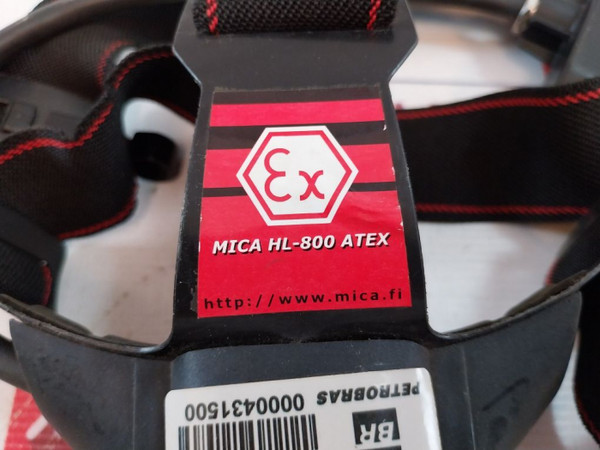 Ex
MICA HL-800 ATEX
http://www.mica.fi
BR
PETROBRAS
0000431500